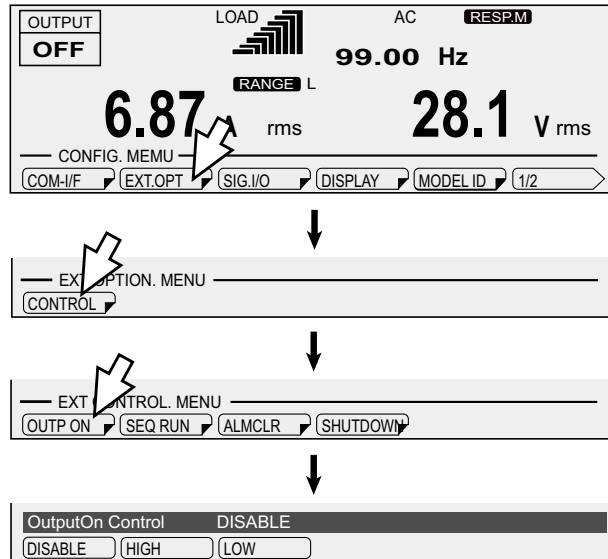 OUTPUT LOAD AC RESP.M
OFF 99.00 Hz
RANGE L
6.87 A rms 28.1 V rms
CONFIG. MEMU
COM-I/F EXT.OPT SIG.I/O DISPLAY MODEL ID 1/2
EXT OPTION. MENU
CONTROL
EXT CONTROL. MENU
OUTP ON SEQ RUN ALMCLR SHUTDOWN
OutputOn Control DISABLE
DISABLE HIGH LOW